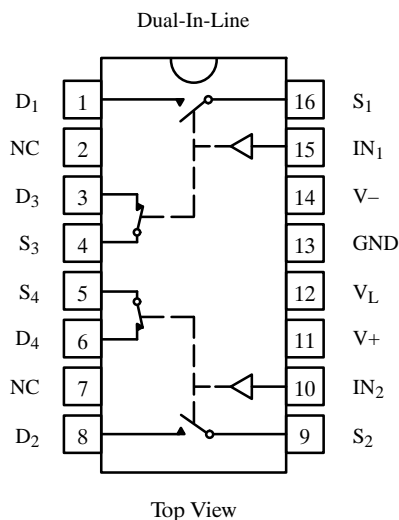 Dual-In-Line
D1 1 16 S1
NC 2 15 IN1
D3 3 14 V–
S3 4 13 GND
S4 5 12 VL
D4 6 11 V+
NC 7 10 IN2
D2 8 9 S2
Top View